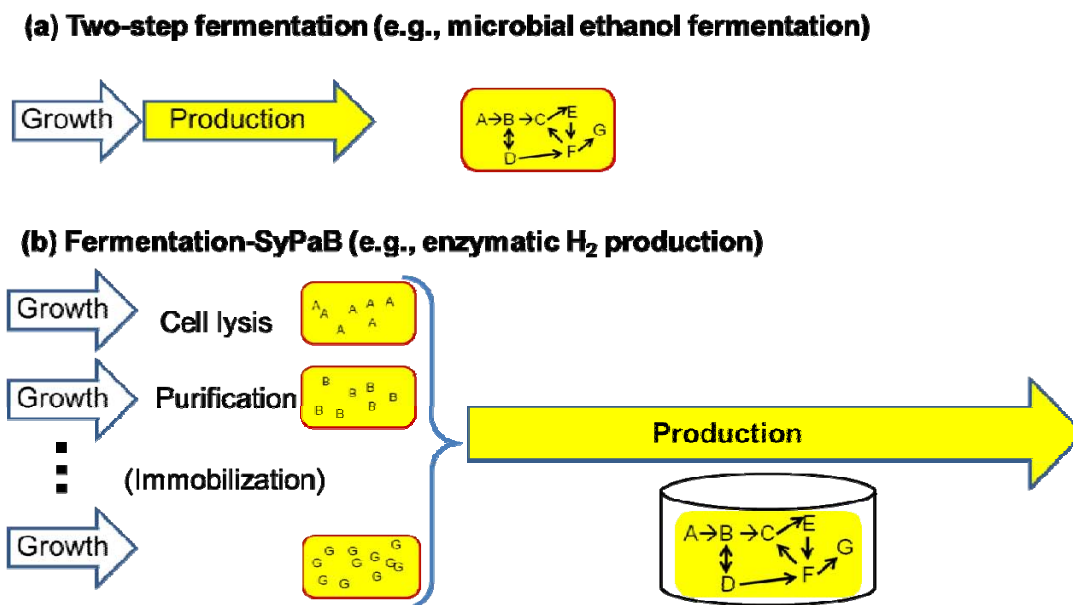 (a) Two-step fermentation (e.g., microbial ethanol fermentation)
Growth
Production
A→B→C E
G
D F
(b) Fermentation-SyPaB (e.g., enzymatic H₂ production)
Growth
Cell lysis
A A A A A A A
Growth
Purification
B B B B B B B
(Immobilization)
Growth
G G G G G G G G G G G
Production
A→B→C E
G
D F